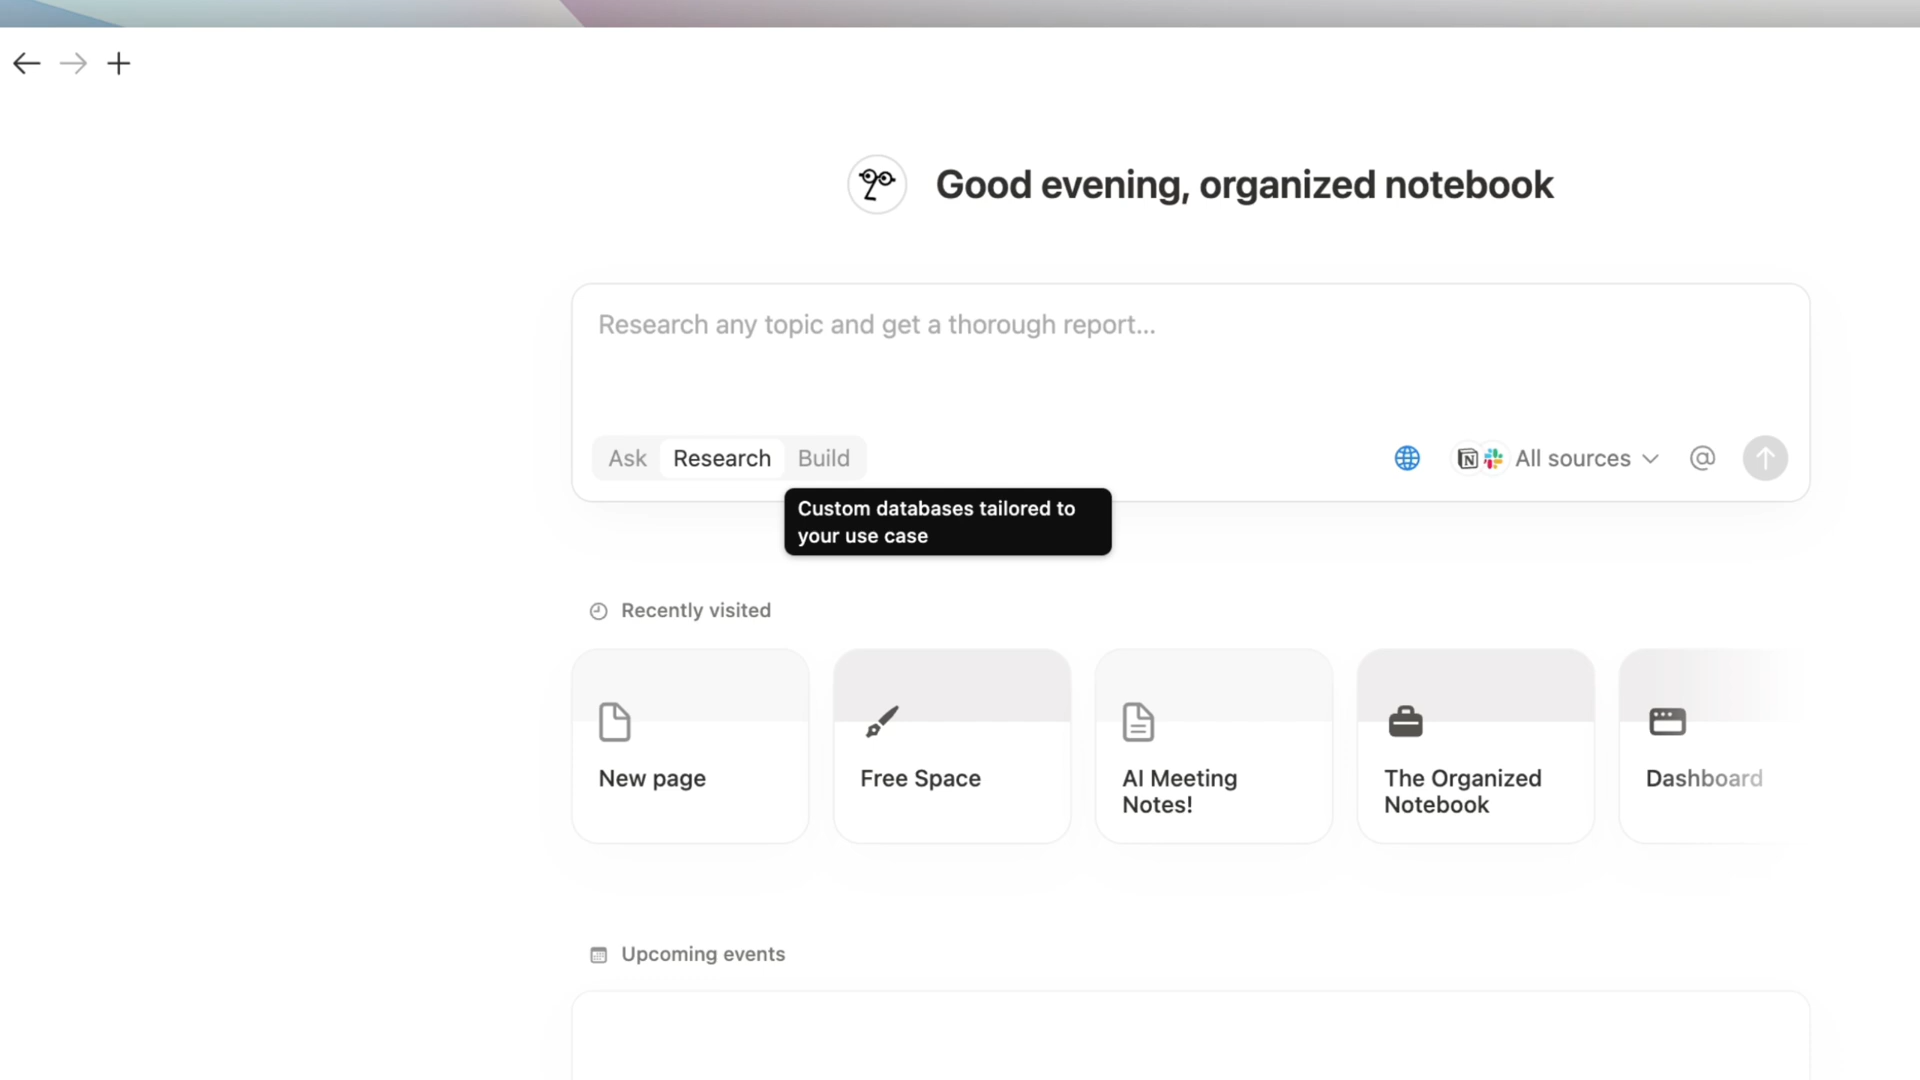 Good evening, organized notebook
Research any topic and get a thorough report...
Ask Research Build
All sources @
Custom databases tailored to
your use case
Recently visited
New page
Free Space
AI Meeting
Notes!
The Organized
Notebook
Dashboard
Upcoming events